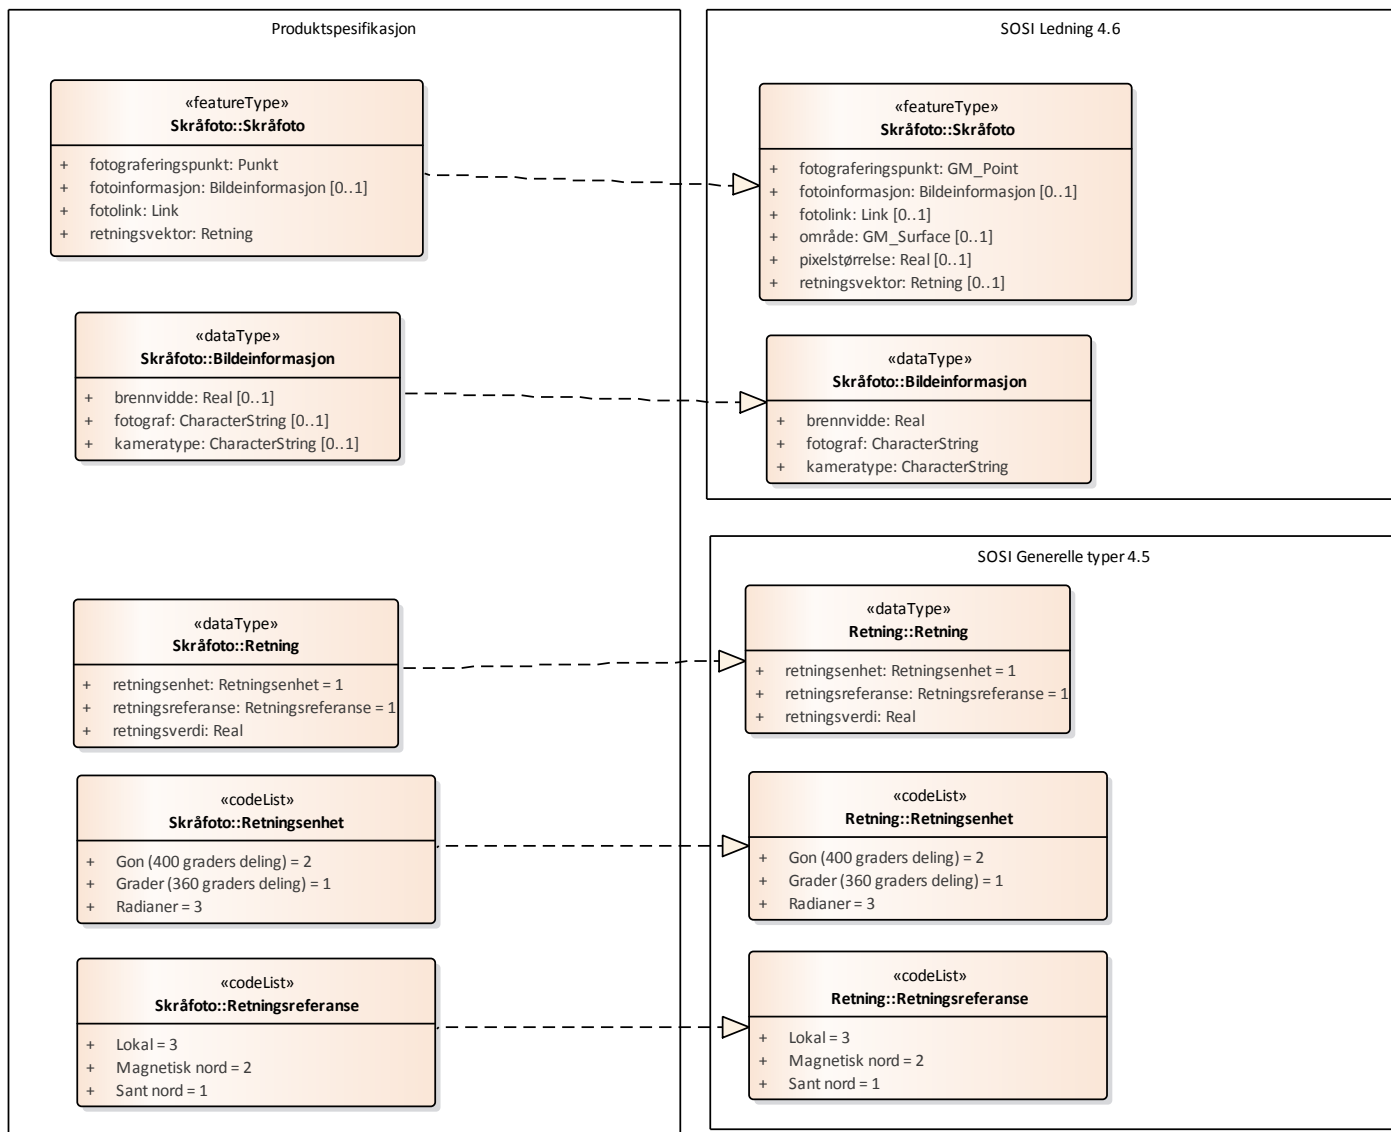 Produktspesifikasjon
«featureType»
Skråfoto::Skråfoto
+ fotograferingspunkt: Punkt
+ fotoinformasjon: Bildeinformasjon [0..1]
+ fotolink: Link
+ retningsvektor: Retning
«dataType»
Skråfoto::Bildeinformasjon
+ brennvidde: Real [0..1]
+ fotograf: CharacterString [0..1]
+ kameratype: CharacterString [0..1]
«dataType»
Skråfoto::Retning
+ retningsenhet: Retningsenhet = 1
+ retningsreferanse: Retningsreferanse = 1
+ retningsverdi: Real
«codeList»
Skråfoto::Retningsenhet
+ Gon (400 graders deling) = 2
+ Grader (360 graders deling) = 1
+ Radianer = 3
«codeList»
Skråfoto::Retningsreferanse
+ Lokal = 3
+ Magnetisk nord = 2
+ Sant nord = 1
SOSI Ledning 4.6
«featureType»
Skråfoto::Skråfoto
+ fotograferingspunkt: GM_Point
+ fotoinformasjon: Bildeinformasjon [0..1]
+ fotolink: Link [0..1]
+ område: GM_Surface [0..1]
+ pixelstørrelse: Real [0..1]
+ retningsvektor: Retning [0..1]
«dataType»
Skråfoto::Bildeinformasjon
+ brennvidde: Real
+ fotograf: CharacterString
+ kameratype: CharacterString
SOSI Generelle typer 4.5
«dataType»
Retning::Retning
+ retningsenhet: Retningsenhet = 1
+ retningsreferanse: Retningsreferanse = 1
+ retningsverdi: Real
«codeList»
Retning::Retningsenhet
+ Gon (400 graders deling) = 2
+ Grader (360 graders deling) = 1
+ Radianer = 3
«codeList»
Retning::Retningsreferanse
+ Lokal = 3
+ Magnetisk nord = 2
+ Sant nord = 1